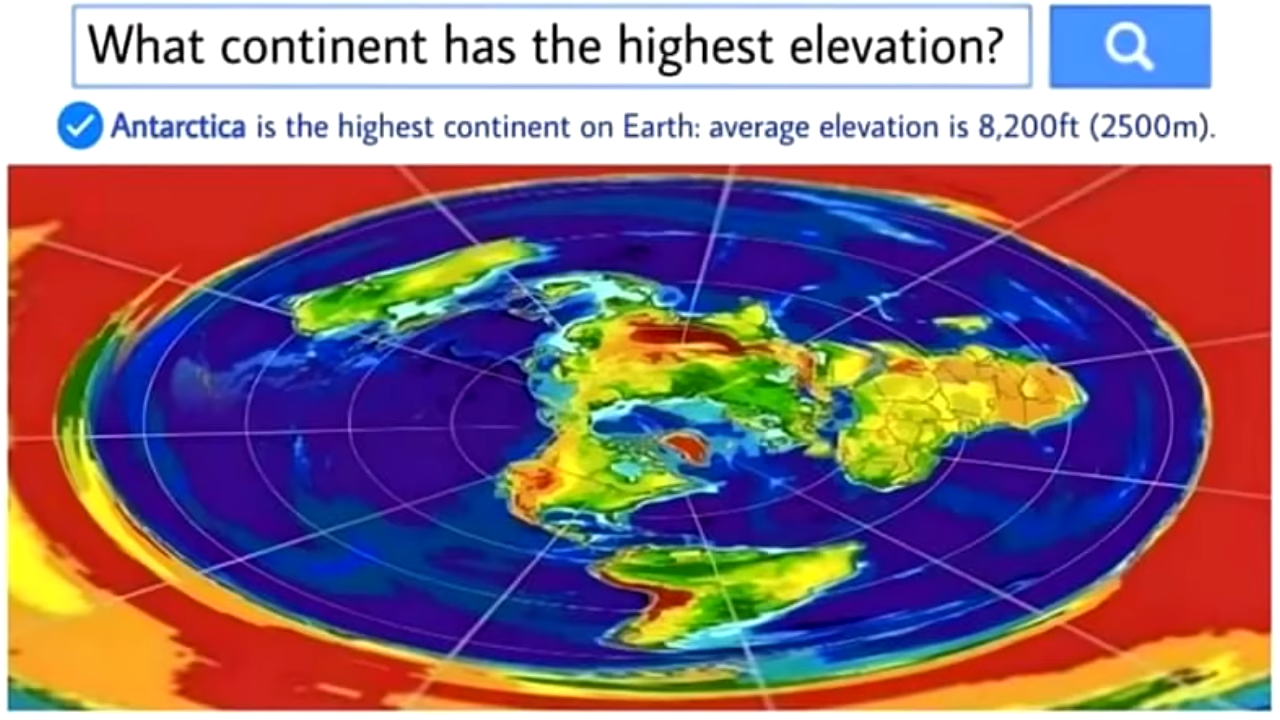 What continent has the highest elevation?
Antarctica is the highest continent on Earth: average elevation is 8,200ft (2500m).